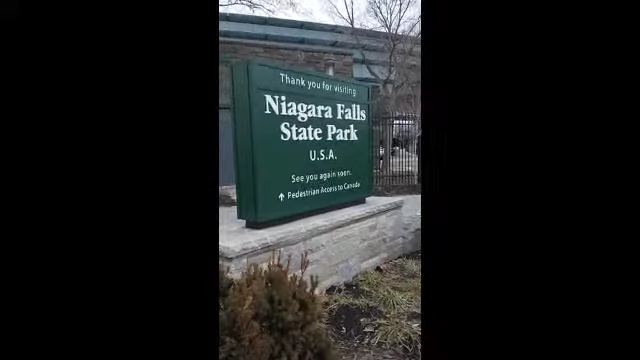 Thank you for visiting
Niagara Falls
State Park
U.S.A.
See you again soon.
↑ Pedestrian Access to Canada